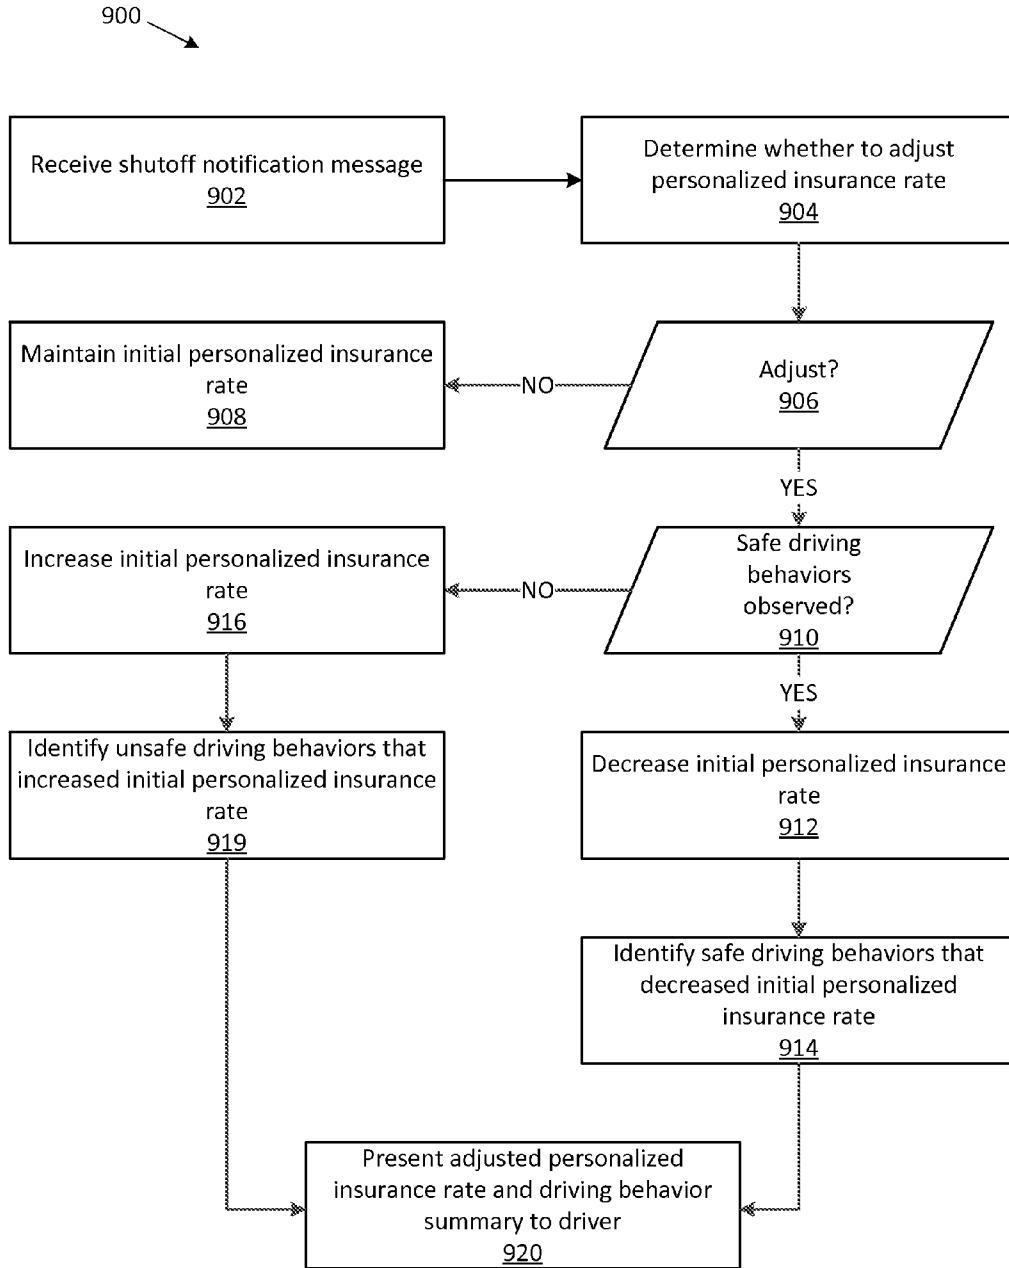 900
Receive shutoff notification message
902
Determine whether to adjust
personalized insurance rate
904
Maintain initial personalized insurance
rate
908
NO
Adjust?
906
YES
Increase initial personalized insurance
rate
916
NO
Safe driving
behaviors
observed?
910
YES
Identify unsafe driving behaviors that
increased initial personalized insurance
rate
919
Decrease initial personalized insurance
rate
912
Identify safe driving behaviors that
decreased initial personalized
insurance rate
914
Present adjusted personalized
insurance rate and driving behavior
summary to driver
920